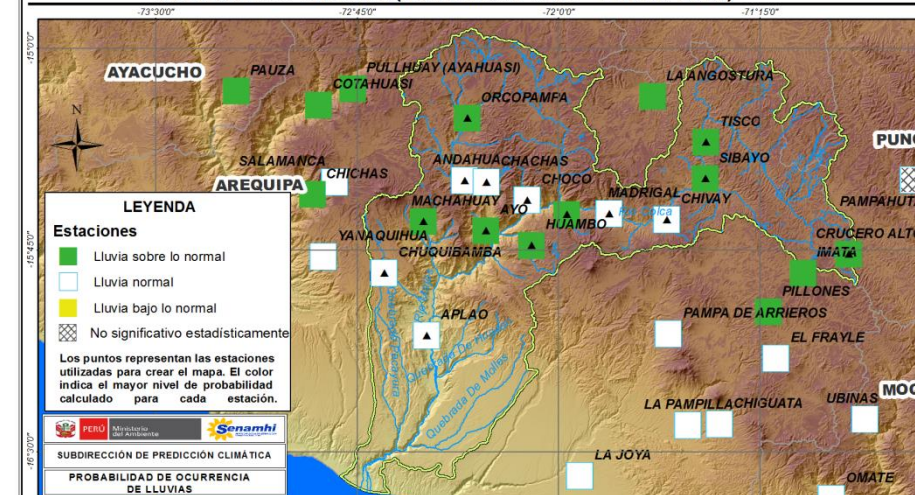 -73°30'0"
-72°45'0"
-72°0'0"
-71°15'0"
-15°0'0"
-15°45'0"
-16°30'0"
N
AYACUCHO
PAUZA
PULLHUAY (AYAHUASI)
COTAHUASI
ORCOPAMPA
LA ANGOSTURA
TISCO
SIBAYO
PUNO
SALAMANCA
CHICHAS
AREQUIPA
ANDAHUA
CHACHAS
CHOCO
MADRIGAL
CHIVAY
PAMPAHUTA
MACHAHUAY
AYO
HUAMBO
Rio Colca
CRUCERO ALTO
IMATA
YANAQUIHUA
CHUQUIBAMBA
PILLONES
APLAO
PAMPA DE ARRIEROS
EL FRAYLE
Quebrada De Molles
LA PAMPILLA
CHIGUATA
UBINAS
LA JOYA
OMATE
MOQ
LEYENDA
Estaciones
Lluvia sobre lo normal
Lluvia normal
Lluvia bajo lo normal
No significativo estadísticamente
Los puntos representan las estaciones
utilizadas para crear el mapa. El color
indica el mayor nivel de probabilidad
calculado para cada estación.
PERÚ Ministerio
del Ambiente
Senamhi
SUBDIRECCIÓN DE PREDICCIÓN CLIMÁTICA
PROBABILIDAD DE OCURRENCIA
DE LLUVIAS